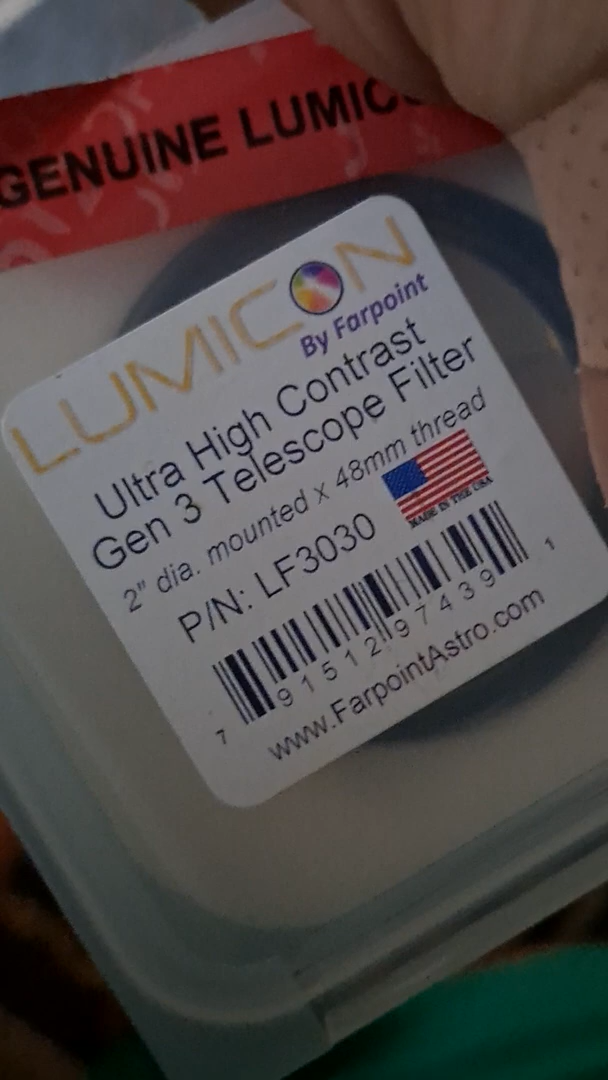 GENUINE LUMICO
LUMICON
By Farpoint
Ultra High Contrast
Gen 3 Telescope Filter
2" dia. mounted x 48mm thread
MADE IN THE USA
P/N: LF3030
7 91512 97439 1
www.FarpointAstro.com